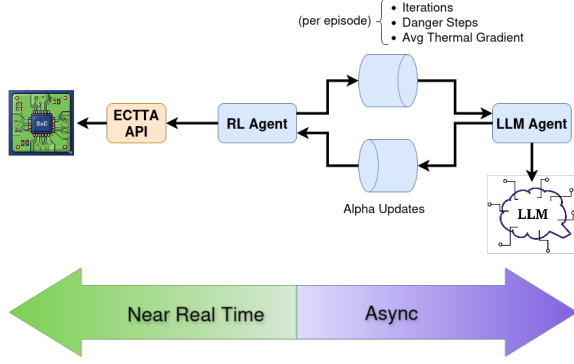 (per episode)
• Iterations
• Danger Steps
• Avg Thermal Gradient
SoC
ECTTA
API
RL Agent
LLM Agent
Alpha Updates
LLM
Near Real Time
Async